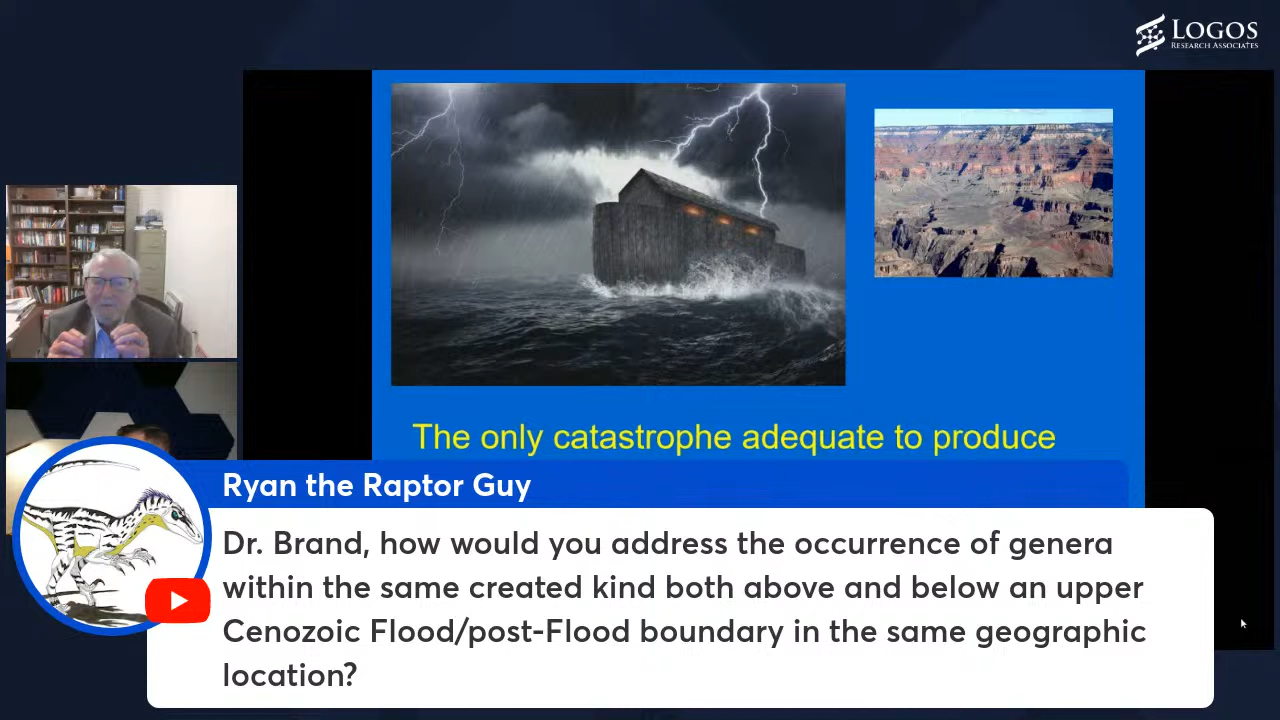 LOGOS
RESEARCH ASSOCIATES
The only catastrophe adequate to produce
Ryan the Raptor Guy
Dr. Brand, how would you address the occurrence of genera
within the same created kind both above and below an upper
Cenozoic Flood/post-Flood boundary in the same geographic
location?